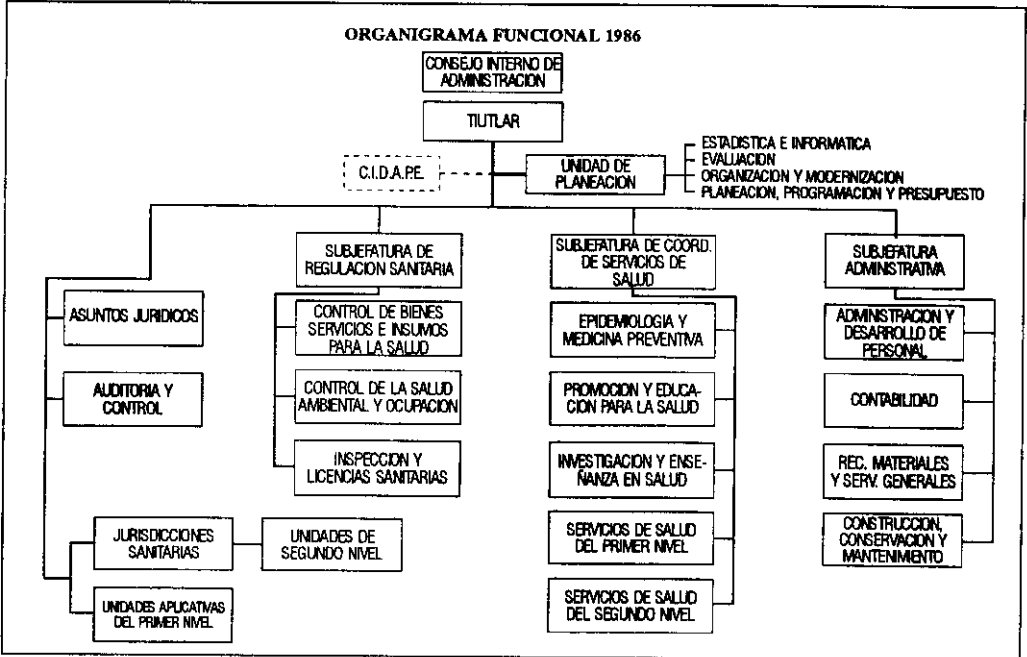 ORGANIGRAMA FUNCIONAL 1986
CONSEJO INTERNO DE
ADMINISTRACION
TIUTLAR
C.I.D.A.P.E.
UNIDAD DE
PLANEACION
ESTADISTICA E INFORMATICA
EVALUACION
ORGANIZACION Y MODERNIZACION
PLANEACION, PROGRAMACION Y PRESUPUESTO
SUBJEFATURA DE
REGULACION SANITARIA
SUBJEFATURA DE COORD.
DE SERVICIOS DE
SALUD
SUBJEFATURA
ADMINISTRATIVA
ASUNTOS JURIDICOS
AUDITORIA Y
CONTROL
CONTROL DE BIENES
SERVICIOS E INSUMOS
PARA LA SALUD
CONTROL DE LA SALUD
AMBIENTAL Y OCUPACION
INSPECCION Y
LICENCIAS SANITARIAS
EPIDEMIOLOGIA Y
MEDICINA PREVENTIVA
PROMOCION Y EDUCA-
CION PARA LA SALUD
INVESTIGACION Y ENSE-
ÑANZA EN SALUD
SERVICIOS DE SALUD
DEL PRIMER NIVEL
SERVICIOS DE SALUD
DEL SEGUNDO NIVEL
ADMINISTRACION Y
DESARROLLO DE
PERSONAL
CONTABILIDAD
REC. MATERIALES
Y SERV. GENERALES
CONSTRUCCION,
CONSERVACION Y
MANTENIMIENTO
JURISDICCIONES
SANITARIAS
UNIDADES DE
SEGUNDO NIVEL
UNIDADES APLICATIVAS
DEL PRIMER NIVEL